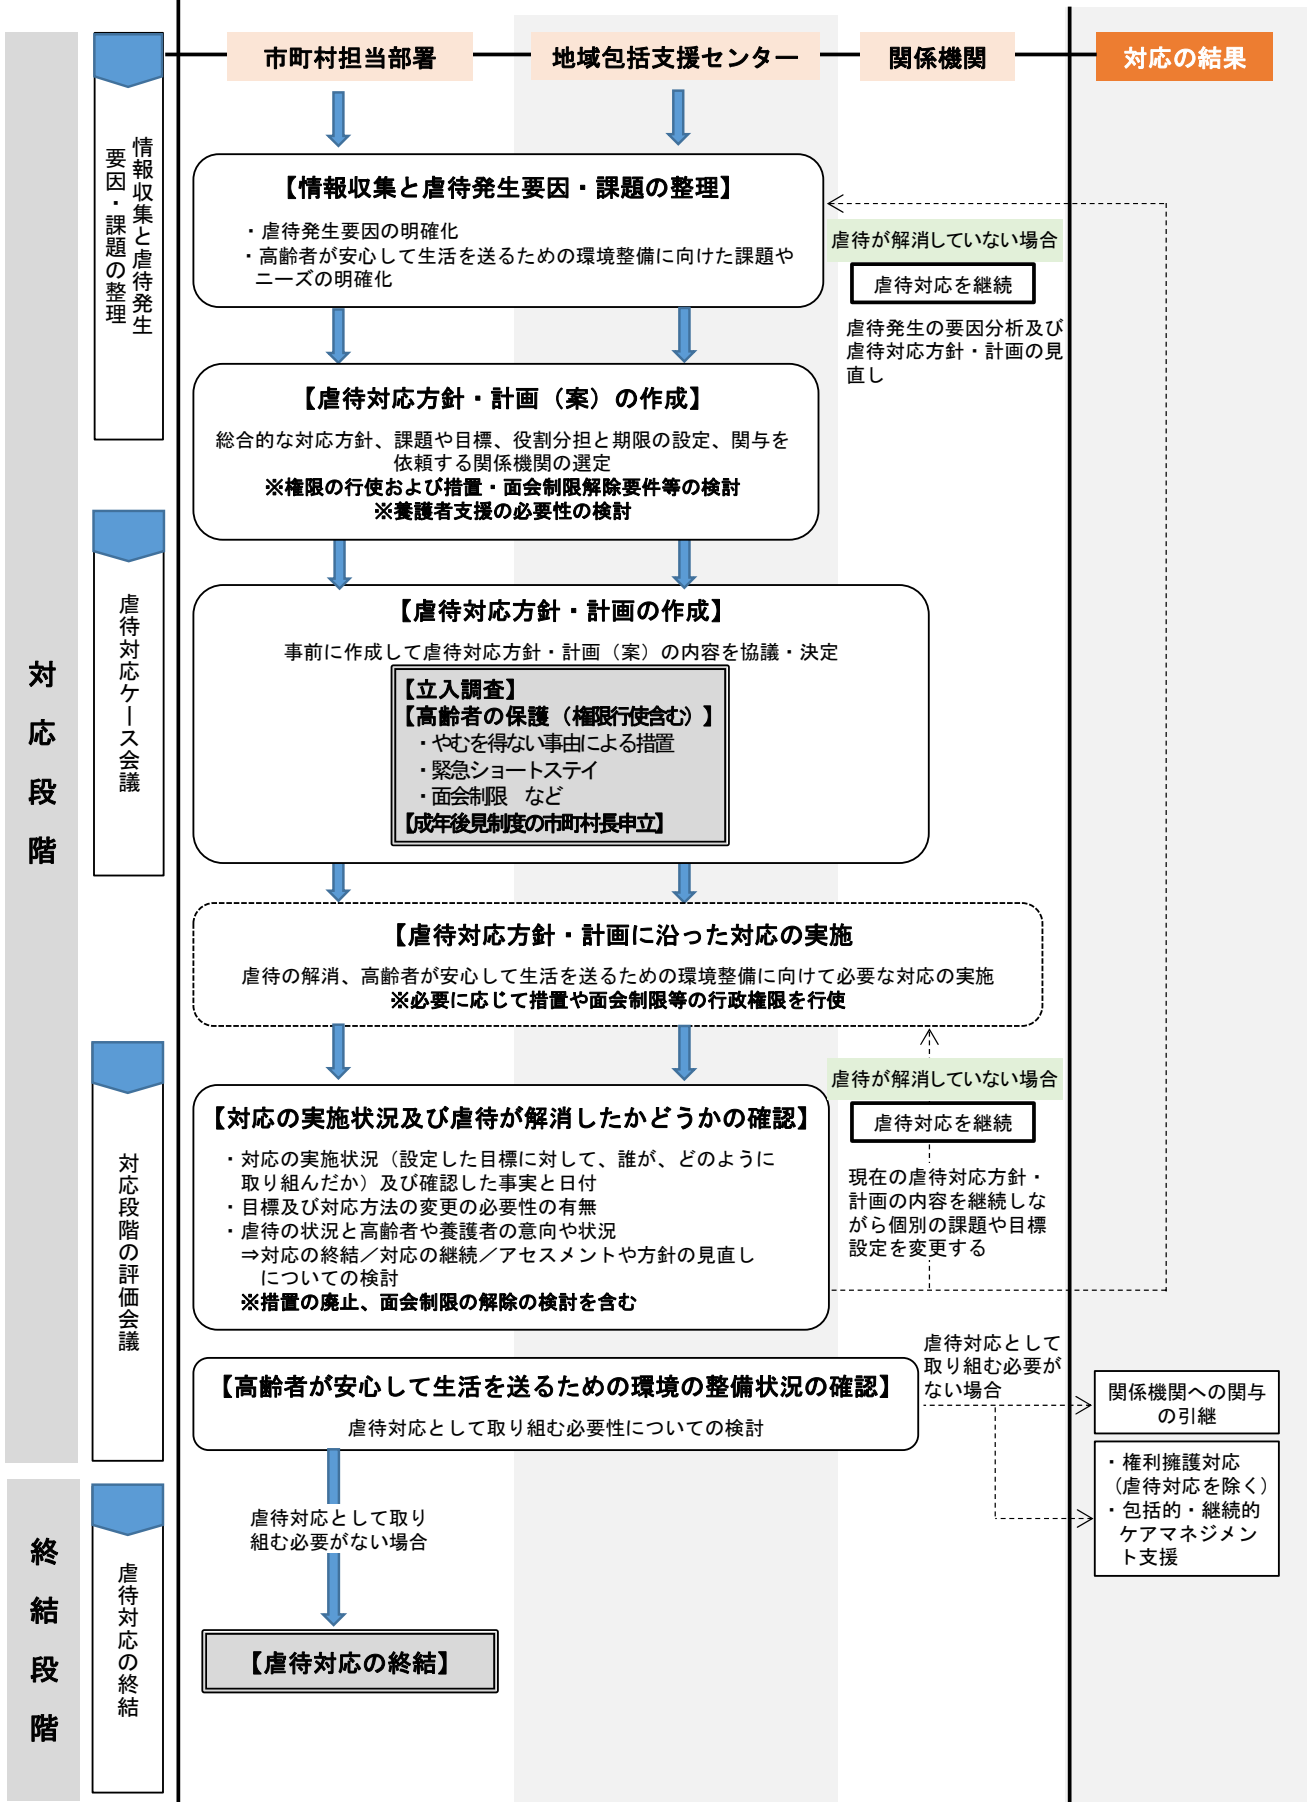 市町村担当部署
地域包括支援センター
関係機関
対応の結果
対応段階
情報収集と虐待発生
要因・課題の整理
【情報収集と虐待発生要因・課題の整理】
・虐待発生要因の明確化
・高齢者が安心して生活を送るための環境整備に向けた課題や
ニーズの明確化
虐待が解消していない場合
虐待対応を継続
虐待発生の要因分析及び
虐待対応方針・計画の見
直し
【虐待対応方針・計画（案）の作成】
総合的な対応方針、課題や目標、役割分担と期限の設定、関与を
依頼する関係機関の選定
※権限の行使および措置・面会制限解除要件等の検討
※養護者支援の必要性の検討
虐待対応ケース会議
【虐待対応方針・計画の作成】
事前に作成して虐待対応方針・計画（案）の内容を協議・決定
【立入調査】
【高齢者の保護（権限行使含む）】
・やむを得ない事由による措置
・緊急ショートステイ
・面会制限　など
【成年後見制度の市町村長申立】
【虐待対応方針・計画に沿った対応の実施
虐待の解消、高齢者が安心して生活を送るための環境整備に向けて必要な対応の実施
※必要に応じて措置や面会制限等の行政権限を行使
対応段階の評価会議
【対応の実施状況及び虐待が解消したかどうかの確認】
・対応の実施状況（設定した目標に対して、誰が、どのように
取り組んだか）及び確認した事実と日付
・目標及び対応方法の変更の必要性の有無
・虐待の状況と高齢者や養護者の意向や状況
⇒対応の終結／対応の継続／アセスメントや方針の見直し
についての検討
※措置の廃止、面会制限の解除の検討を含む
虐待が解消していない場合
虐待対応を継続
現在の虐待対応方針・
計画の内容を継続しな
がら個別の課題や目標
設定を変更する
【高齢者が安心して生活を送るための環境の整備状況の確認】
虐待対応として取り組む必要性についての検討
虐待対応として
取り組む必要が
ない場合
関係機関への関与
の引継
・権利擁護対応
（虐待対応を除く）
・包括的・継続的
ケアマネジメン
ト支援
終結段階
虐待対応の終結
虐待対応として取り
組む必要がない場合
【虐待対応の終結】